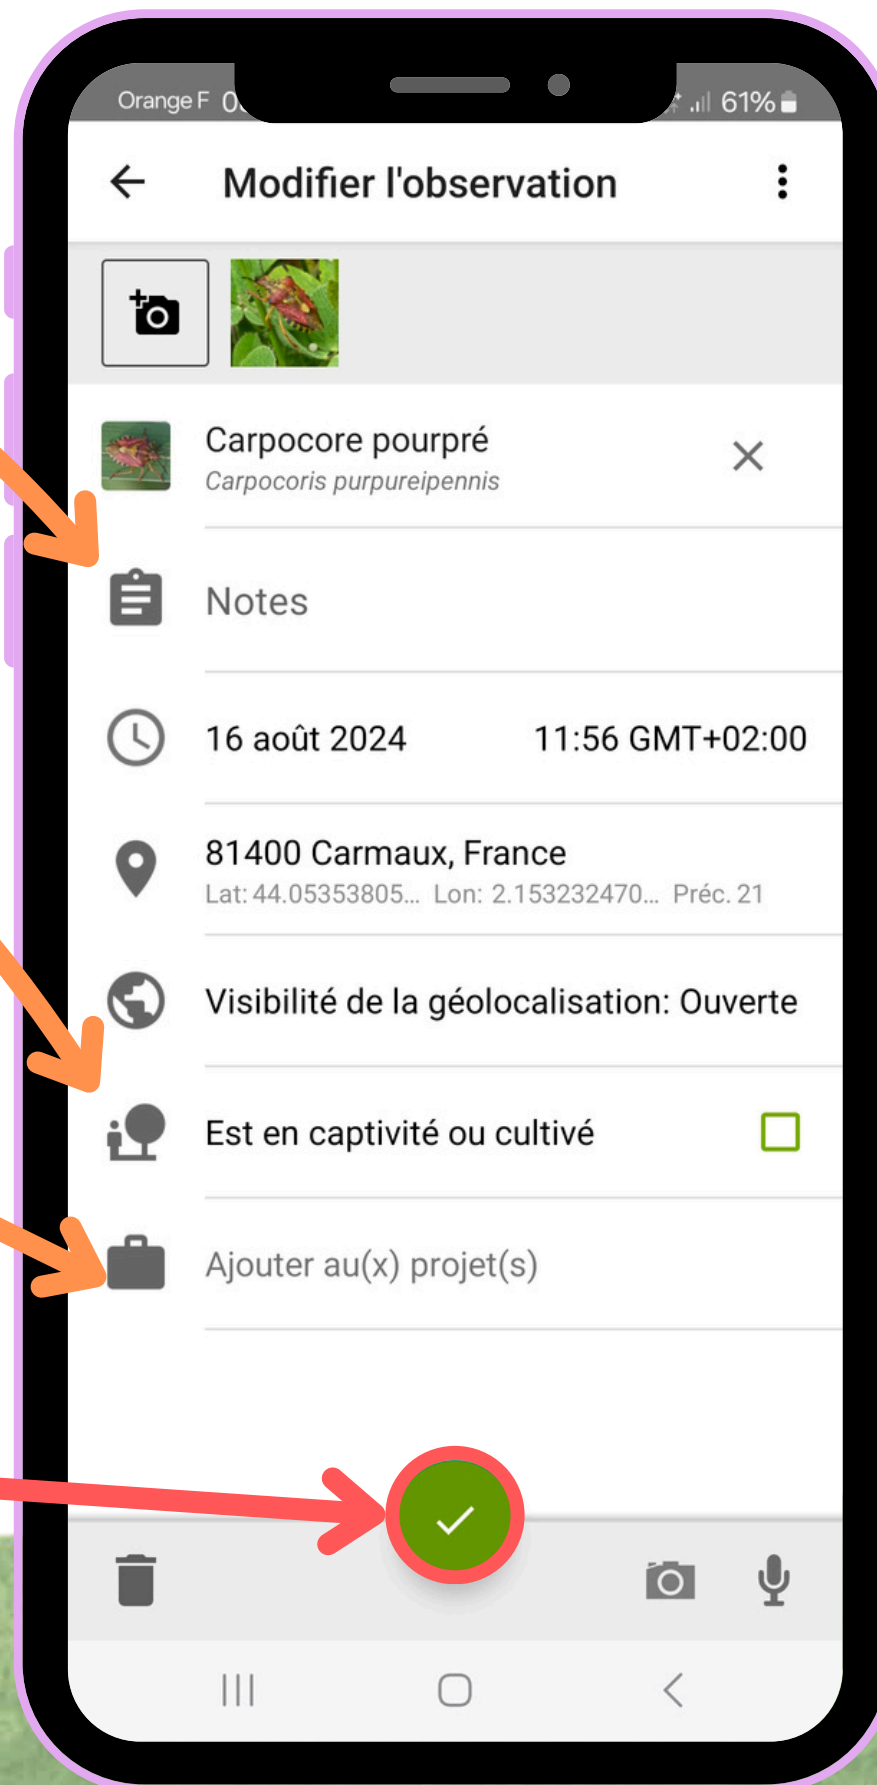 Orange F
61%
Modifier l'observation
Carpocore pourpré
Carpocoris purpureipennis
Notes
16 août 2024 11:56 GMT+02:00
81400 Carmaux, France
Lat: 44.05353805... Lon: 2.153232470... Préc. 21
Visibilité de la géolocalisation: Ouverte
Est en captivité ou cultivé
Ajouter au(x) projet(s)